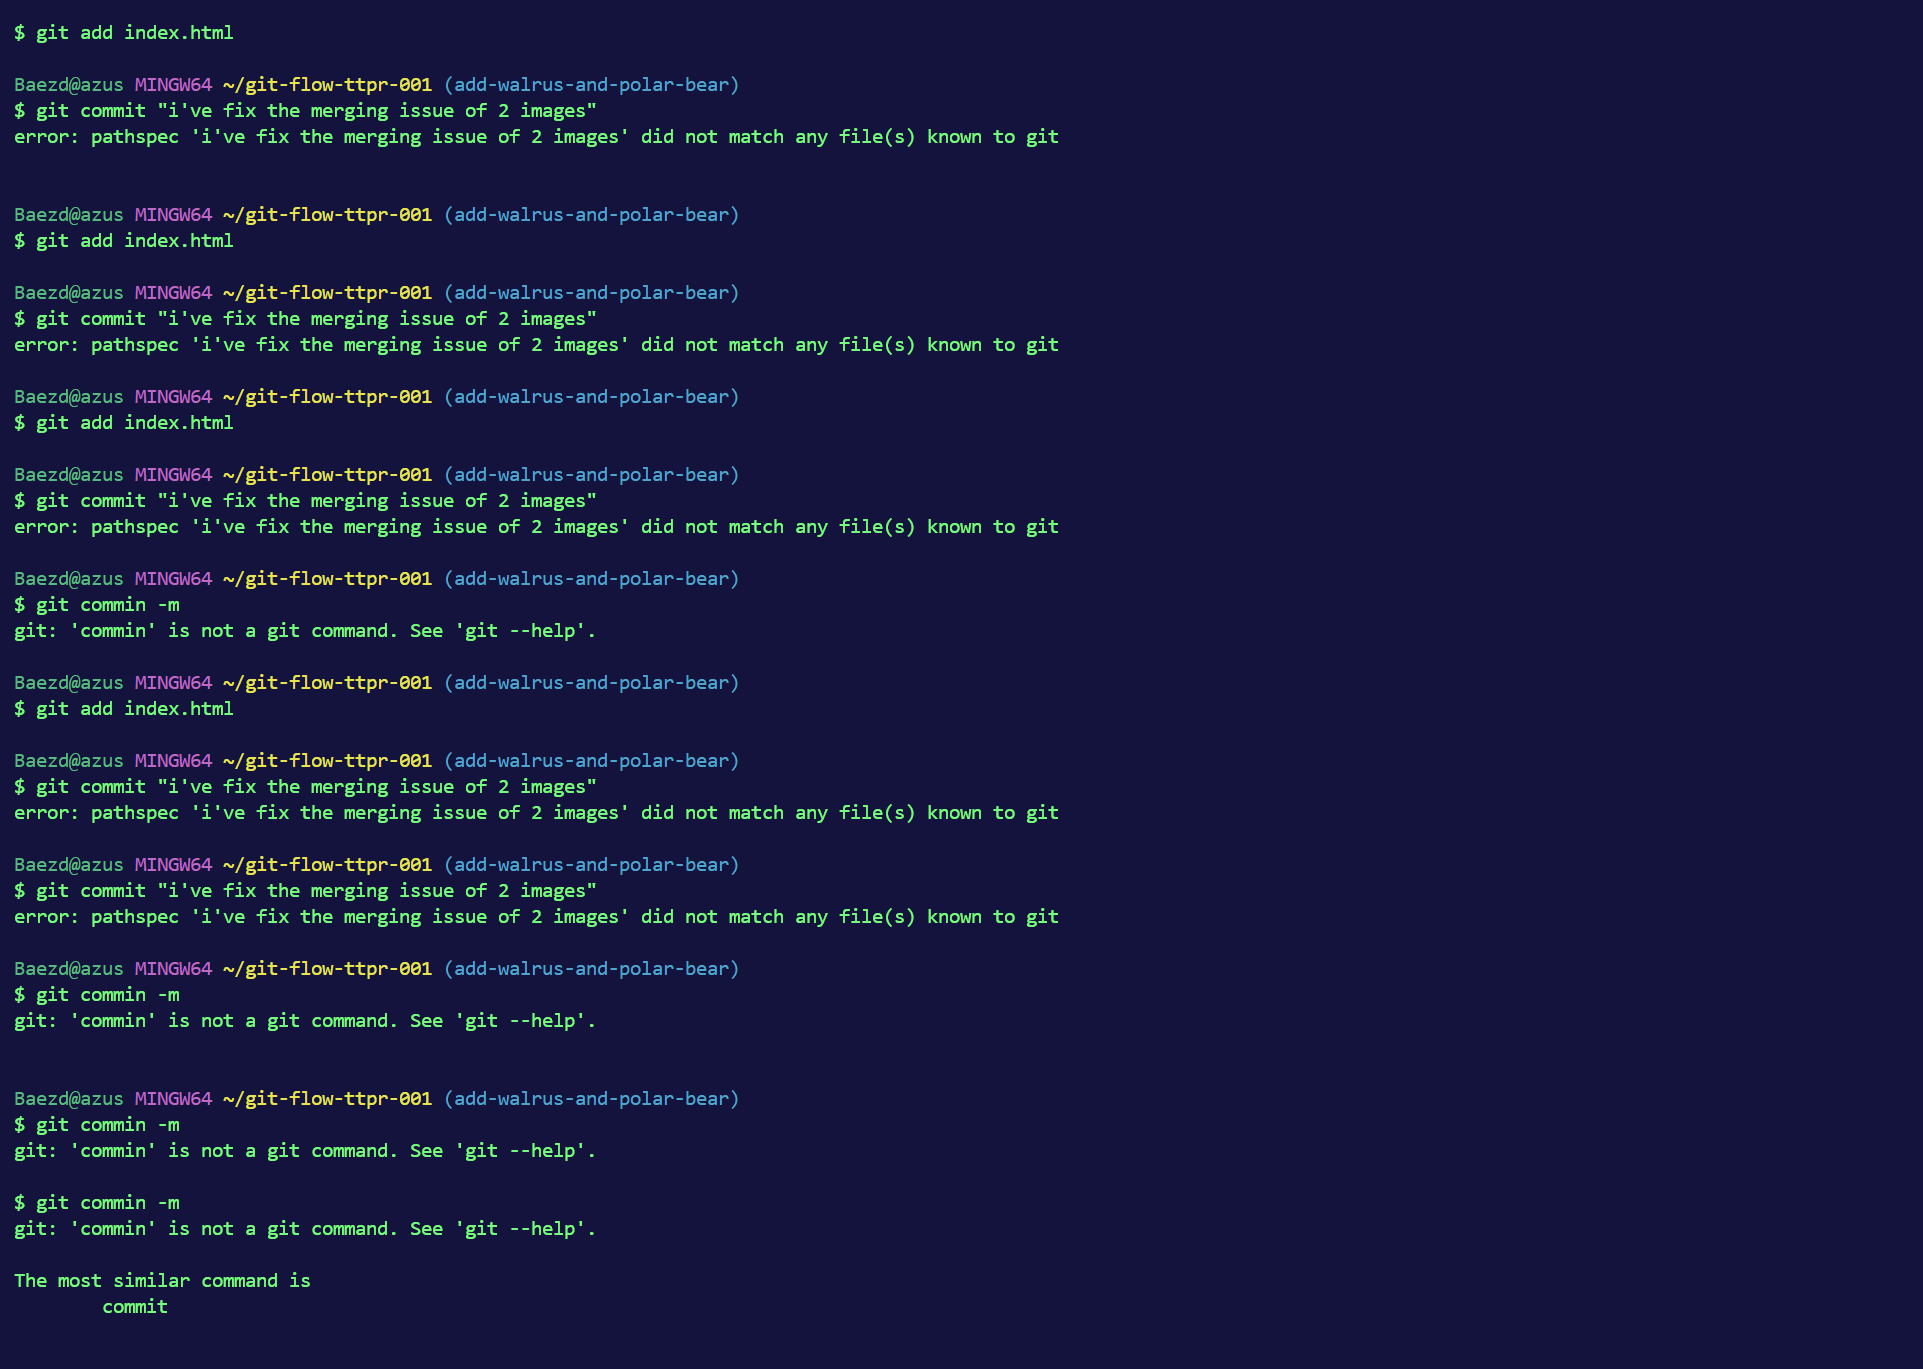 $ git add index.html
Baezd@azus MINGW64 ~/git-flow-ttpr-001 (add-walrus-and-polar-bear)
$ git commit "i've fix the merging issue of 2 images"
error: pathspec 'i've fix the merging issue of 2 images' did not match any file(s) known to git
Baezd@azus MINGW64 ~/git-flow-ttpr-001 (add-walrus-and-polar-bear)
$ git add index.html
Baezd@azus MINGW64 ~/git-flow-ttpr-001 (add-walrus-and-polar-bear)
$ git commit "i've fix the merging issue of 2 images"
error: pathspec 'i've fix the merging issue of 2 images' did not match any file(s) known to git
Baezd@azus MINGW64 ~/git-flow-ttpr-001 (add-walrus-and-polar-bear)
$ git add index.html
Baezd@azus MINGW64 ~/git-flow-ttpr-001 (add-walrus-and-polar-bear)
$ git commit "i've fix the merging issue of 2 images"
error: pathspec 'i've fix the merging issue of 2 images' did not match any file(s) known to git
Baezd@azus MINGW64 ~/git-flow-ttpr-001 (add-walrus-and-polar-bear)
$ git commin -m
git: 'commin' is not a git command. See 'git --help'.
Baezd@azus MINGW64 ~/git-flow-ttpr-001 (add-walrus-and-polar-bear)
$ git add index.html
Baezd@azus MINGW64 ~/git-flow-ttpr-001 (add-walrus-and-polar-bear)
$ git commit "i've fix the merging issue of 2 images"
error: pathspec 'i've fix the merging issue of 2 images' did not match any file(s) known to git
Baezd@azus MINGW64 ~/git-flow-ttpr-001 (add-walrus-and-polar-bear)
$ git commit "i've fix the merging issue of 2 images"
error: pathspec 'i've fix the merging issue of 2 images' did not match any file(s) known to git
Baezd@azus MINGW64 ~/git-flow-ttpr-001 (add-walrus-and-polar-bear)
$ git commin -m
git: 'commin' is not a git command. See 'git --help'.
Baezd@azus MINGW64 ~/git-flow-ttpr-001 (add-walrus-and-polar-bear)
$ git commin -m
git: 'commin' is not a git command. See 'git --help'.
$ git commin -m
git: 'commin' is not a git command. See 'git --help'.
The most similar command is
commit